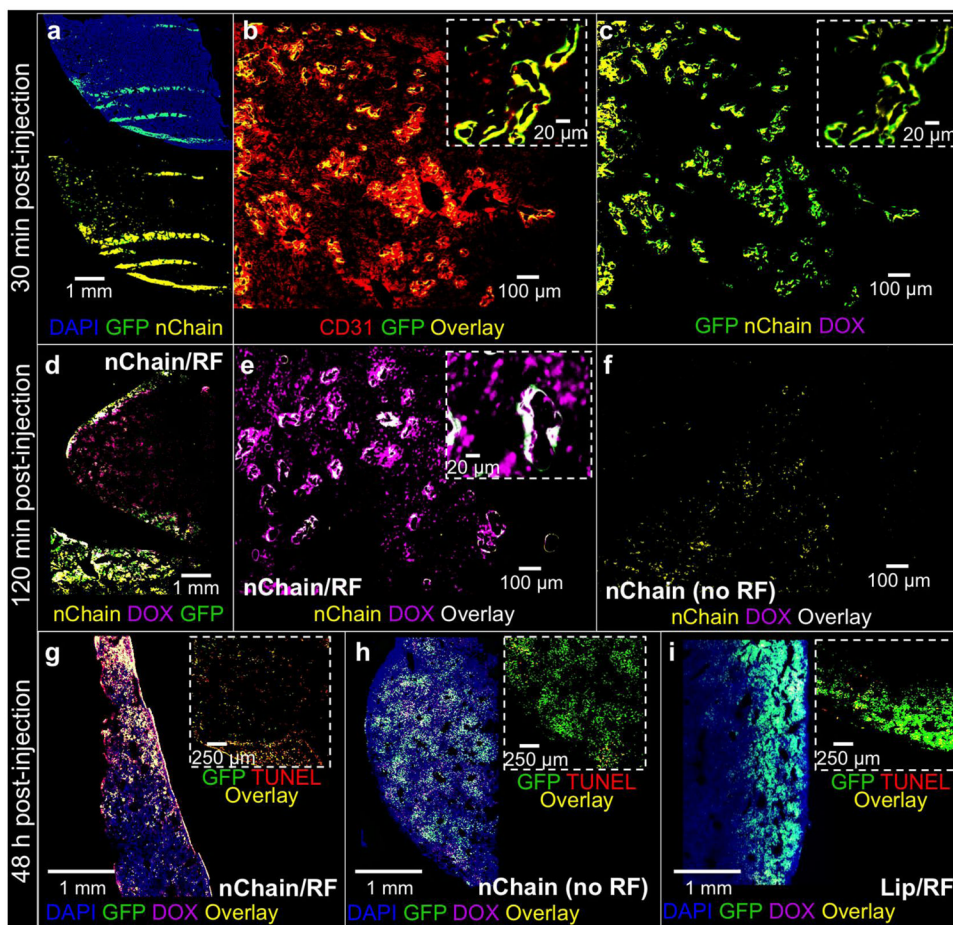 30 min post-injection
a
1 mm
DAPI GFP nChain
b
20 µm
100 µm
CD31 GFP Overlay
c
20 µm
100 µm
GFP nChain DOX
120 min post-injection
d
nChain/RF
1 mm
nChain DOX GFP
e
20 µm
100 µm
nChain/RF
nChain DOX Overlay
f
100 µm
nChain (no RF)
nChain DOX Overlay
48 h post-injection
g
250 µm
GFP TUNEL
Overlay
1 mm
nChain/RF
DAPI GFP DOX Overlay
h
250 µm
GFP TUNEL
Overlay
1 mm
nChain (no RF)
DAPI GFP DOX Overlay
i
250 µm
GFP TUNEL
Overlay
1 mm
Lip/RF
DAPI GFP DOX Overlay